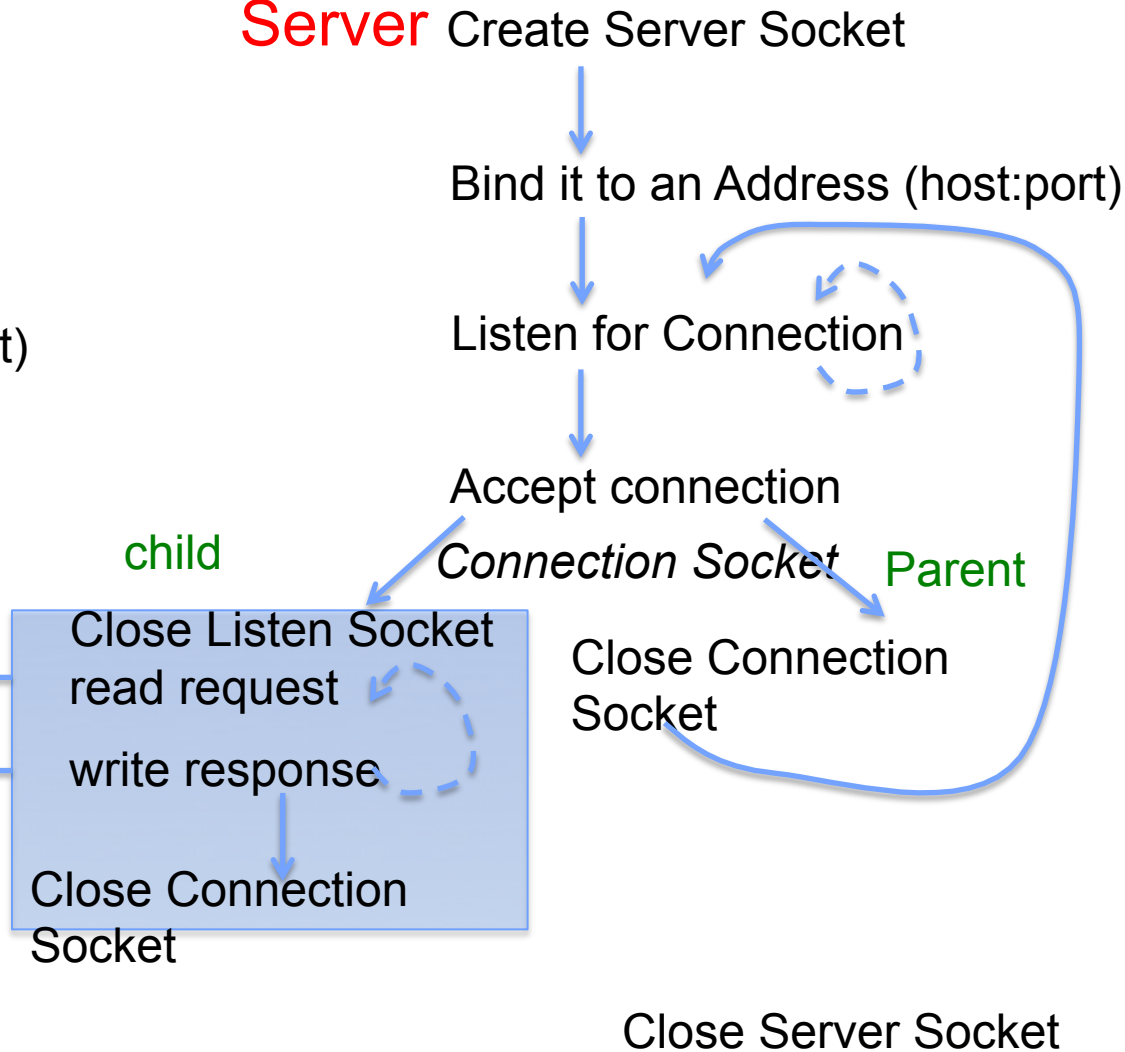 Server Create Server Socket
Bind it to an Address (host:port)
Listen for Connection
t)
Accept connection
child
Connection Socket
Parent
Close Listen Socket
read request
write response
Close Connection
Socket
Close Connection
Socket
Close Server Socket